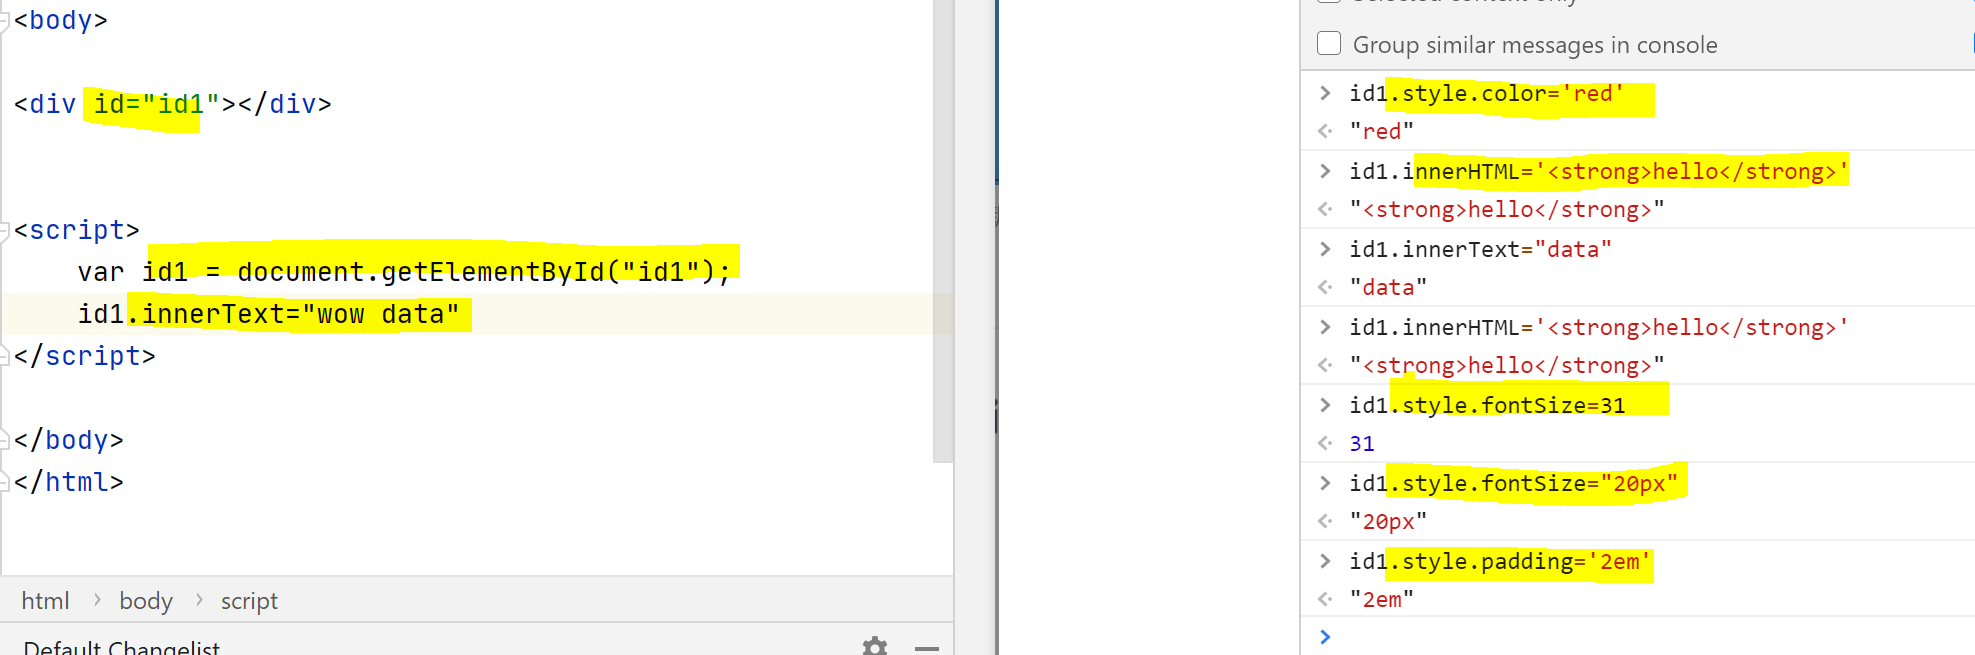 <body>
<div id="id1"></div>
<script>
var id1 = document.getElementById("id1");
id1.innerText="wow data"
</script>
</body>
</html>
html > body > script
Default Changelist
Selected context only
Group similar messages in console
> id1.style.color='red'
"red"
> id1.innerHTML='<strong>hello</strong>'
"<strong>hello</strong>"
> id1.innerText="data"
"data"
> id1.innerHTML='<strong>hello</strong>'
"<strong>hello</strong>"
> id1.style.fontSize=31
31
> id1.style.fontSize="20px"
"20px"
> id1.style.padding='2em'
"2em"
>